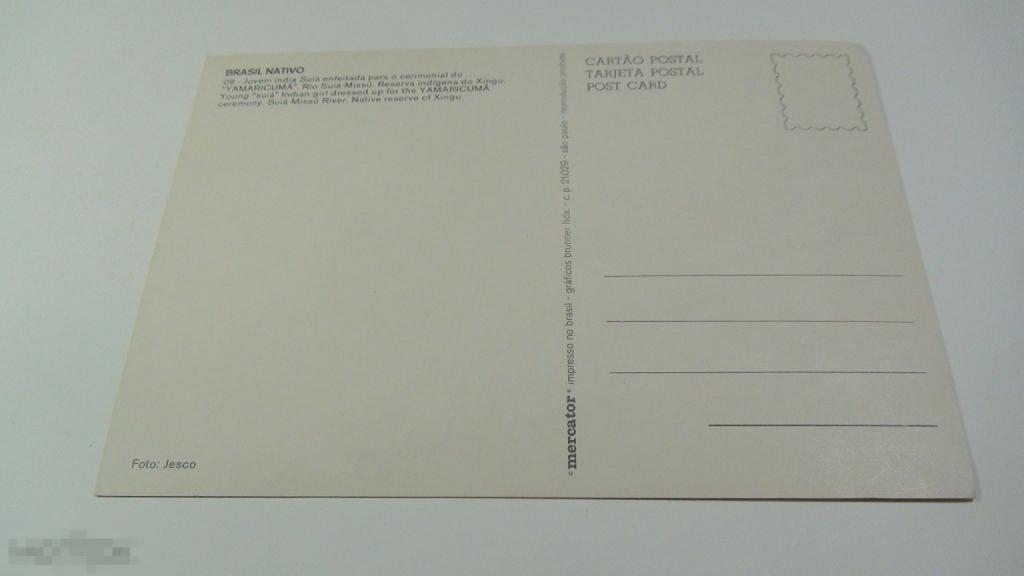 BRASIL NATIVO
09 - Jovem índia Suiá enfeitada para o cerimonial do
"YAMARICUMÃ". Rio Suiá-Missú. Reserva indígena do Xingu.
Young "suiá" Indian girl dressed up for the YAMARICUMÃ
ceremony. Suiá-Missú River. Native reserve of Xingu.
Foto: Jesco
© mercator ® impresso no brasil - gráficos brunner ltda. - c. p. 21.029 - são paulo - reprodução proibida
CARTÃO POSTAL
TARJETA POSTAL
POST CARD